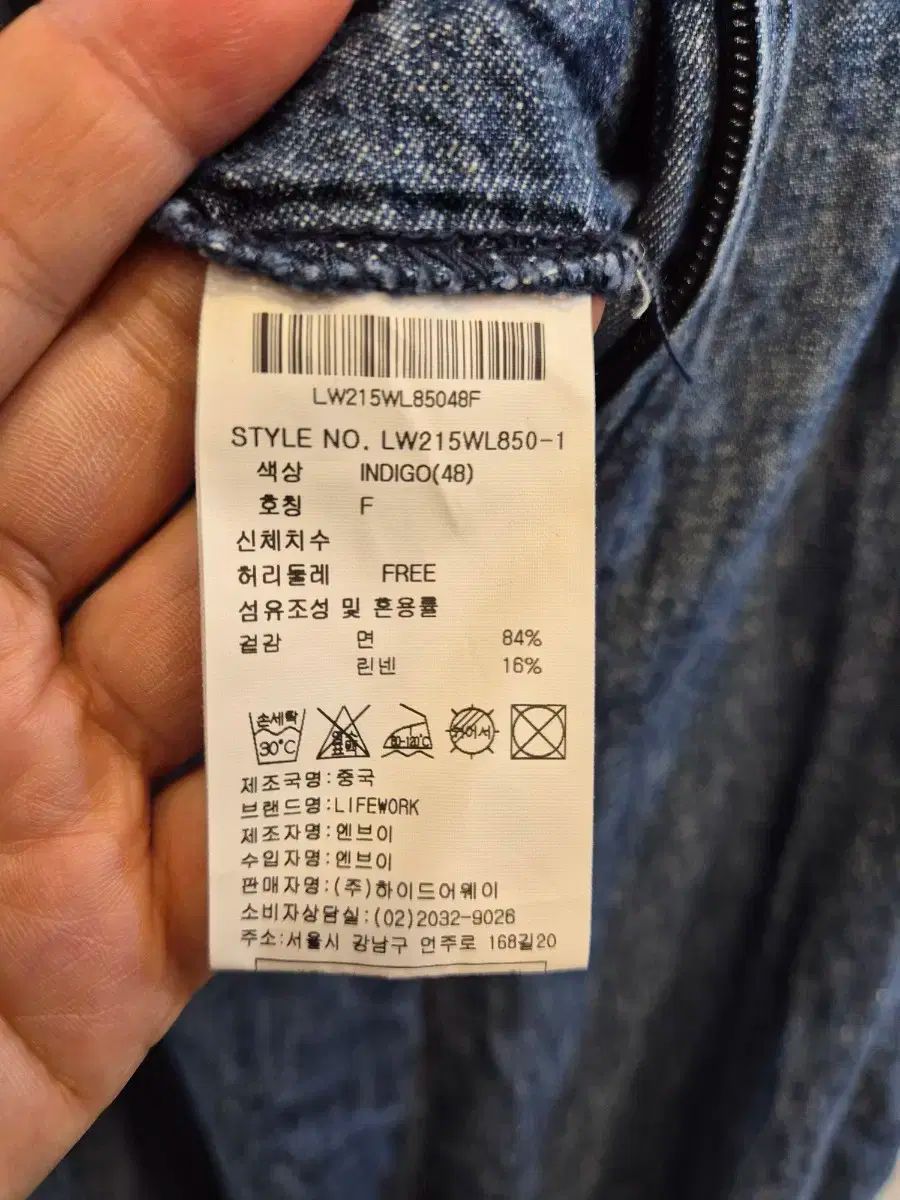 LW215WL85048F
STYLE NO. LW215WL850-1
색상 INDIGO(48)
호칭 F
신체치수
허리둘레 FREE
섬유조성 및 혼용률
겉감 면 84%
린넨 16%
손세탁 30°C 80-120°C 뉘어서
제조국명:중국
브랜드명:LIFEWORK
제조자명:엔브이
수입자명:엔브이
판매자명:(주)하이드어웨이
소비자상담실:(02)2032-9026
주소:서울시 강남구 언주로 168길20